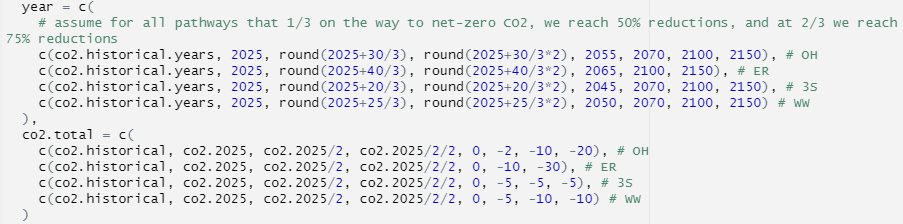 year = c(
# assume for all pathways that 1/3 on the way to net-zero CO2, we reach 50% reductions, and at 2/3 we reach
75% reductions
c(co2.historical.years, 2025, round(2025+30/3), round(2025+30/3*2), 2055, 2070, 2100, 2150), # OH
c(co2.historical.years, 2025, round(2025+40/3), round(2025+40/3*2), 2065, 2100, 2150), # ER
c(co2.historical.years, 2025, round(2025+20/3), round(2025+20/3*2), 2045, 2070, 2100, 2150), # 3S
c(co2.historical.years, 2025, round(2025+25/3), round(2025+25/3*2), 2050, 2070, 2100, 2150) # WW
),
co2.total = c(
c(co2.historical, co2.2025, co2.2025/2, co2.2025/2/2, 0, -2, -10, -20), # OH
c(co2.historical, co2.2025, co2.2025/2, co2.2025/2/2, 0, -10, -30), # ER
c(co2.historical, co2.2025, co2.2025/2, co2.2025/2/2, 0, -5, -5, -5), # 3S
c(co2.historical, co2.2025, co2.2025/2, co2.2025/2/2, 0, -5, -10, -10) # WW
)